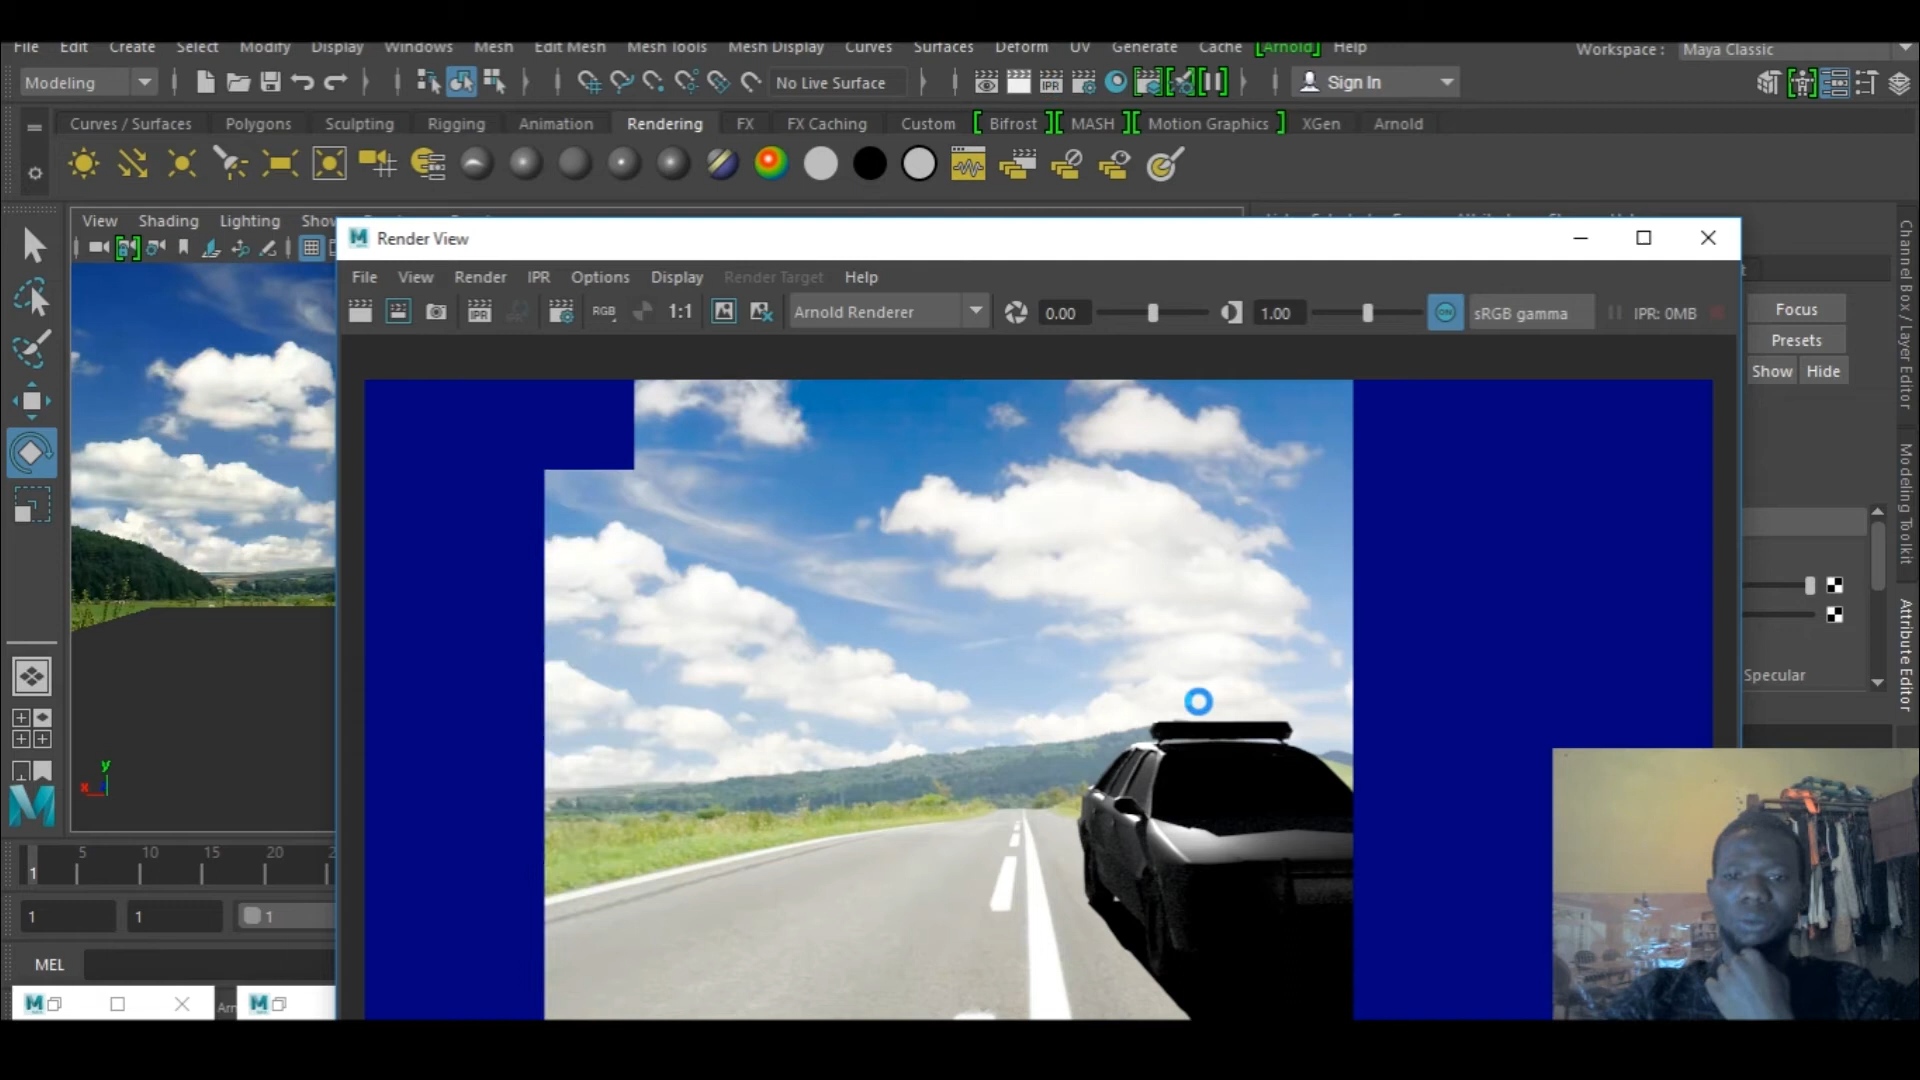 File Edit Create Select Modify Display Windows Mesh Edit Mesh Mesh Tools Mesh Display Curves Surfaces Deform UV Generate Cache [Arnold] Help Workspace : Maya Classic
Modeling No Live Surface IPR Sign In
Curves / Surfaces Polygons Sculpting Rigging Animation Rendering FX FX Caching Custom [ Bifrost ][ MASH ][ Motion Graphics ] XGen Arnold
View Shading Lighting
Render View
File View Render IPR Options Display Render Target Help
IPR RGB 1:1 Arnold Renderer 0.00 1.00 ON sRGB gamma IPR: 0MB
Focus
Presets
Show Hide
Specular
Channel Box / Layer Editor
Modeling Toolkit
Attribute Editor
y
x
5 10 15 20
1
1 1 1
MEL
M M